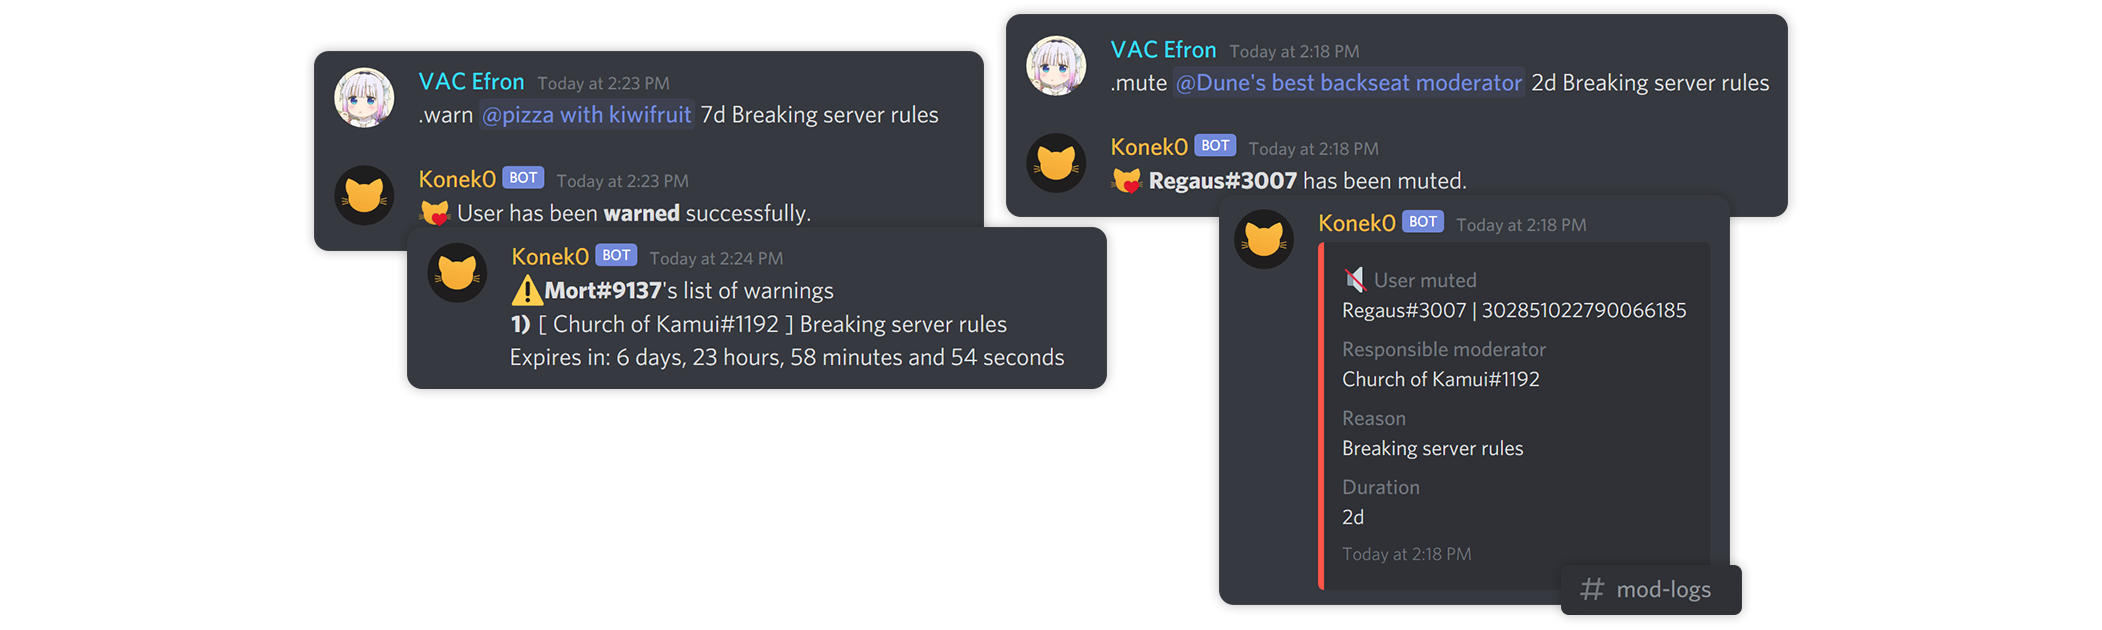 VAC Efron Today at 2:23 PM
.warn @pizza with kiwifruit 7d Breaking server rules
Konek0 BOT Today at 2:23 PM
User has been warned successfully.
Konek0 BOT Today at 2:24 PM
Mort#9137's list of warnings
1) [ Church of Kamui#1192 ] Breaking server rules
Expires in: 6 days, 23 hours, 58 minutes and 54 seconds
VAC Efron Today at 2:18 PM
.mute @Dune's best backseat moderator 2d Breaking server rules
Konek0 BOT Today at 2:18 PM
Regaus#3007 has been muted.
Konek0 BOT Today at 2:18 PM
User muted
Regaus#3007 | 302851022790066185
Responsible moderator
Church of Kamui#1192
Reason
Breaking server rules
Duration
2d
Today at 2:18 PM
# mod-logs